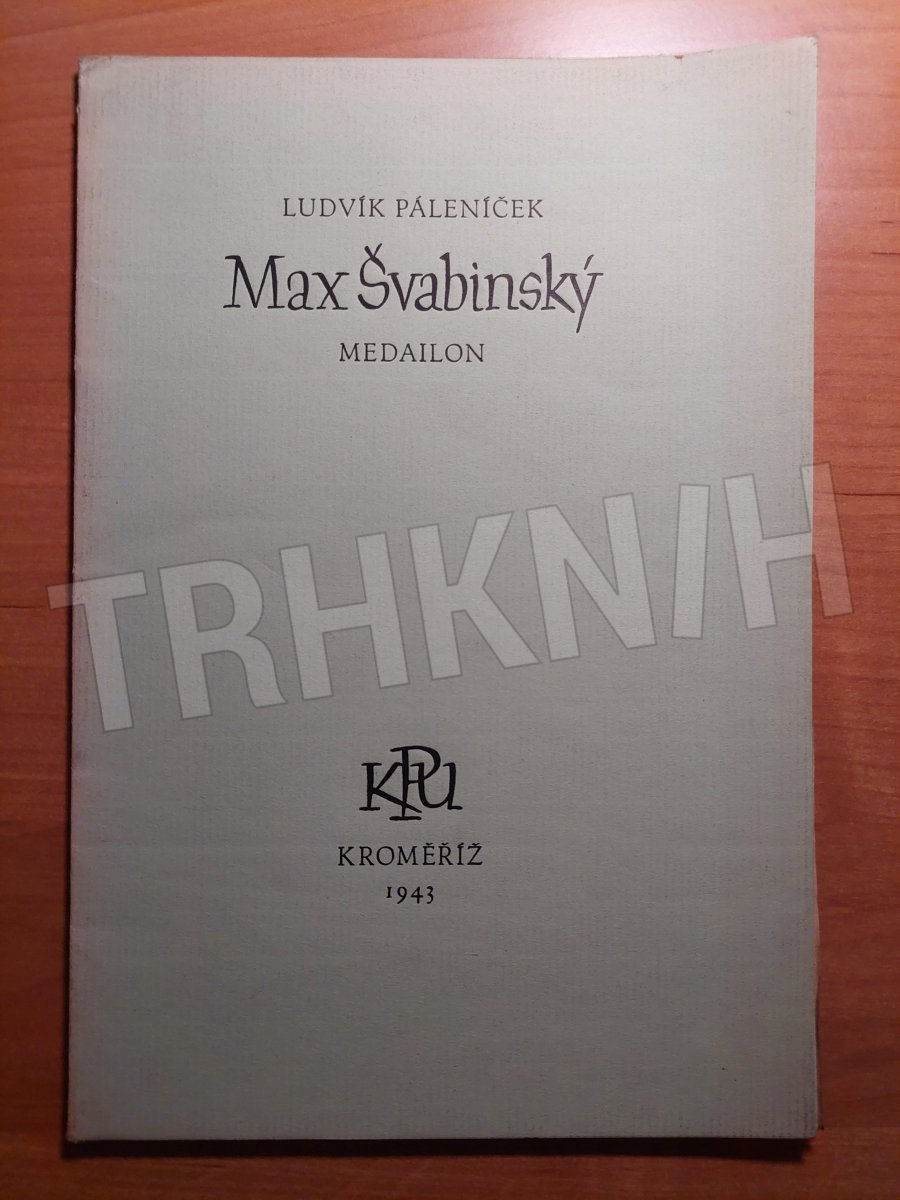 LUDVÍK PÁLENÍČEK
Max Švabinský
MEDAILON
TRHKNIH
KPU
KROMĚŘÍŽ
1943